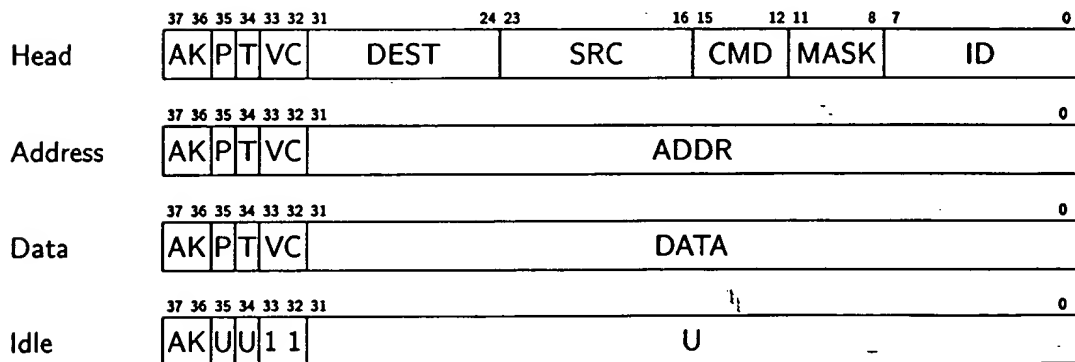 37 36 35 34 33 32 31 24 23 16 15 12 11 8 7 0
Head AK P T VC DEST SRC CMD MASK ID
37 36 35 34 33 32 31 0
Address AK P T VC ADDR
37 36 35 34 33 32 31 0
Data AK P T VC DATA
37 36 35 34 33 32 31 0
Idle AK U U 1 1 U